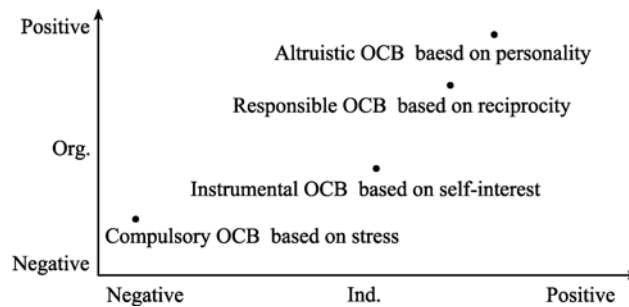 Positive
Altruistic OCB baesd on personality
Responsible OCB based on reciprocity
Org.
Instrumental OCB based on self-interest
Compulsory OCB based on stress
Negative
Negative Ind. Positive